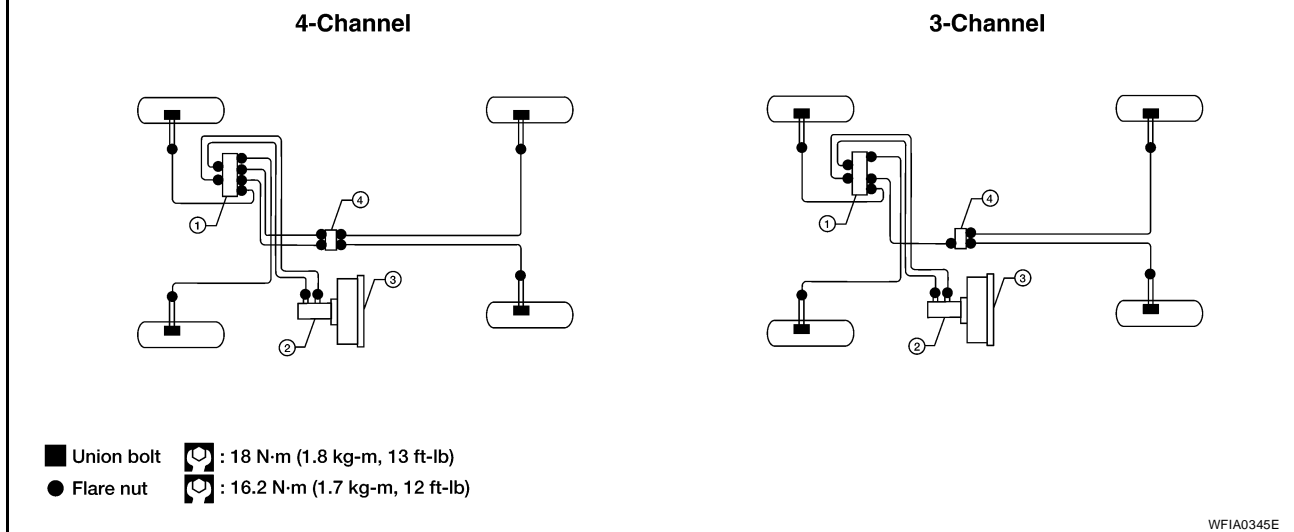 4-Channel
3-Channel
4
4
1
1
3
3
2
2
Union bolt : 18 N·m (1.8 kg-m, 13 ft-lb)
Flare nut : 16.2 N·m (1.7 kg-m, 12 ft-lb)
WFIA0345E